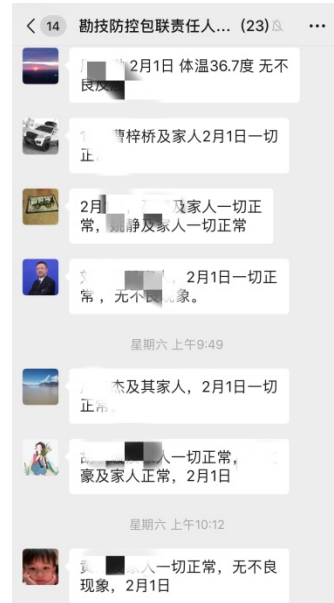 14 勘技防控包联责任人... (23)
2月1日 体温36.7度 无不
良反应
曹梓桥及家人2月1日一切
正
2月 及家人一切正
常，姚静及家人一切正常
，2月1日一切正
常，无不良现象。
星期六 上午9:49
杰及其家人，2月1日一切
正常
人一切正常，
豪及家人正常，2月1日
星期六 上午10:12
人一切正常，无不良
现象，2月1日